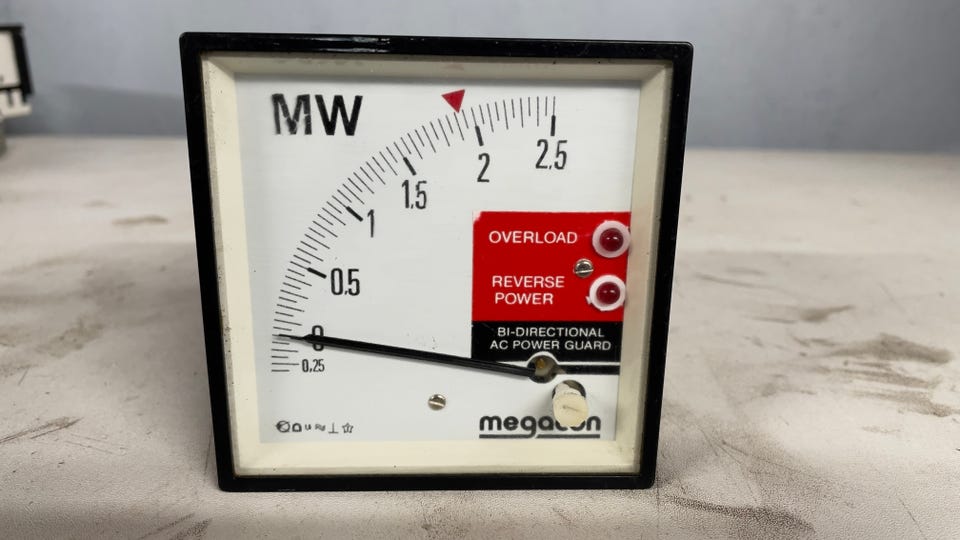 MW
2,5
2
1,5
1
0,5
0
0,25
OVERLOAD
REVERSE
POWER
BI-DIRECTIONAL
AC POWER GUARD
megacon